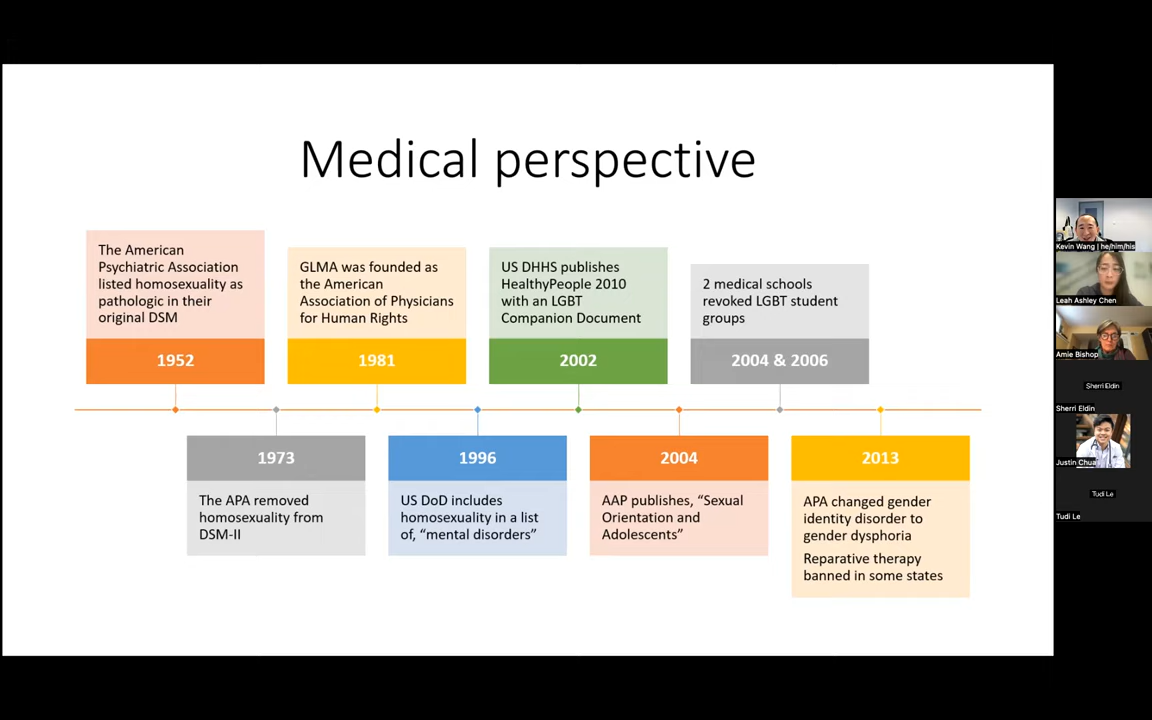 Medical perspective
The American
Psychiatric Association
listed homosexuality as
pathologic in their
original DSM
1952
GLMA was founded as
the American
Association of Physicians
for Human Rights
1981
US DHHS publishes
HealthyPeople 2010
with an LGBT
Companion Document
2002
2 medical schools
revoked LGBT student
groups
2004 & 2006
1973
The APA removed
homosexuality from
DSM-II
1996
US DoD includes
homosexuality in a list
of, “mental disorders”
2004
AAP publishes, “Sexual
Orientation and
Adolescents”
2013
APA changed gender
identity disorder to
gender dysphoria
Reparative therapy
banned in some states
Kevin Wang | he/him/his
Leah Ashley Chen
Amie Bishop
Sherri Eldin
Sherri Eldin
Justin Chua
Tudi Le
Tudi Le